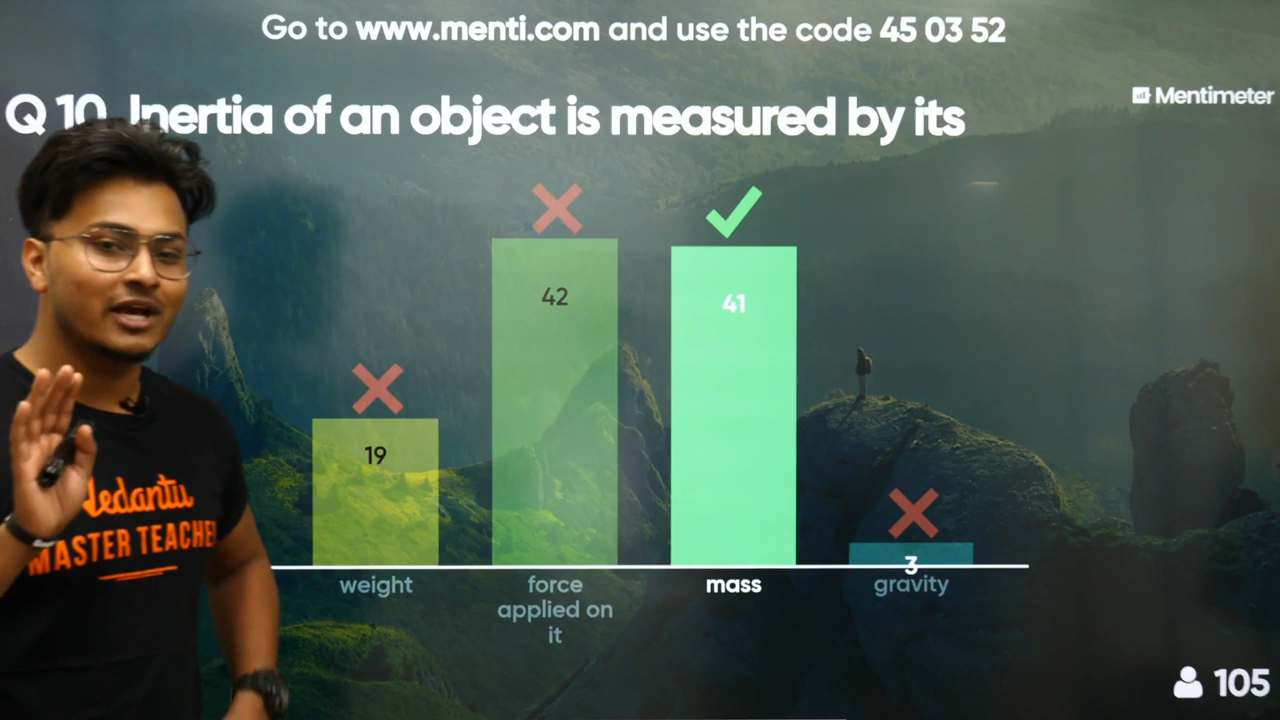 Go to www.menti.com and use the code 45 03 52
Mentimeter
Q 10. Inertia of an object is measured by its
19
42
41
3
weight
force
applied on
it
mass
gravity
105
Vedantu
MASTER TEACHER